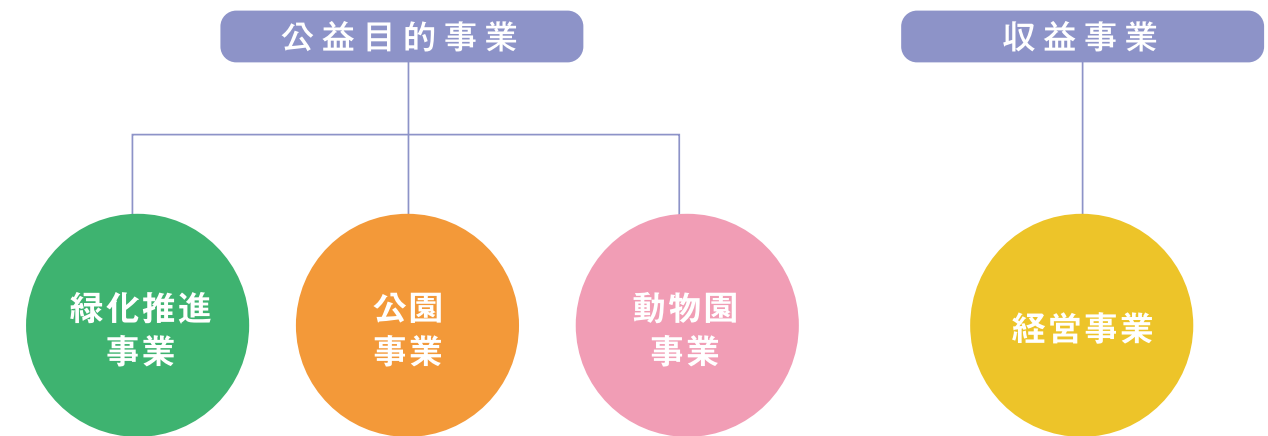 公益目的事業
収益事業
緑化推進
事業
公園
事業
動物園
事業
経営事業